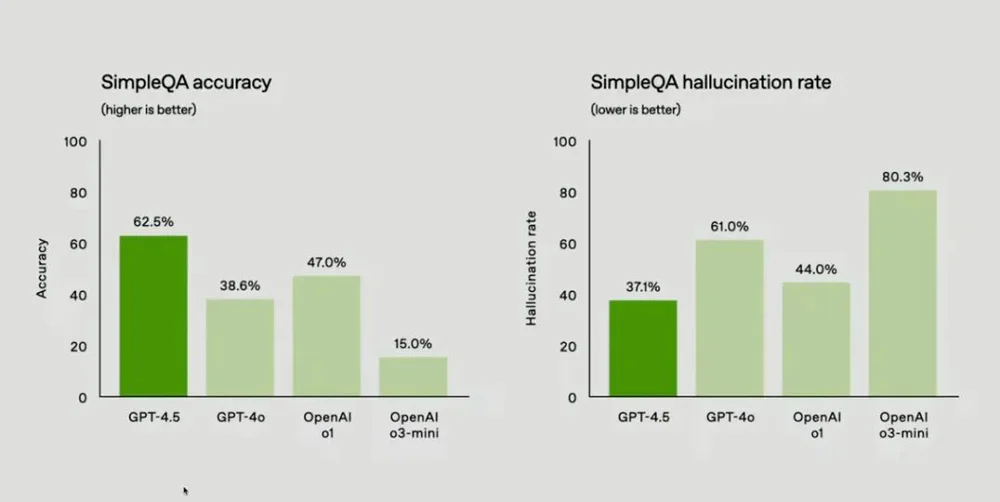 SimpleQA accuracy
(higher is better)
100
80
60
40
20
0
Accuracy
62.5%
38.6%
47.0%
15.0%
GPT-4.5
GPT-4o
OpenAI
o1
OpenAI
o3-mini
SimpleQA hallucination rate
(lower is better)
100
80
60
40
20
0
Hallucination rate
37.1%
61.0%
44.0%
80.3%
GPT-4.5
GPT-4o
OpenAI
o1
OpenAI
o3-mini